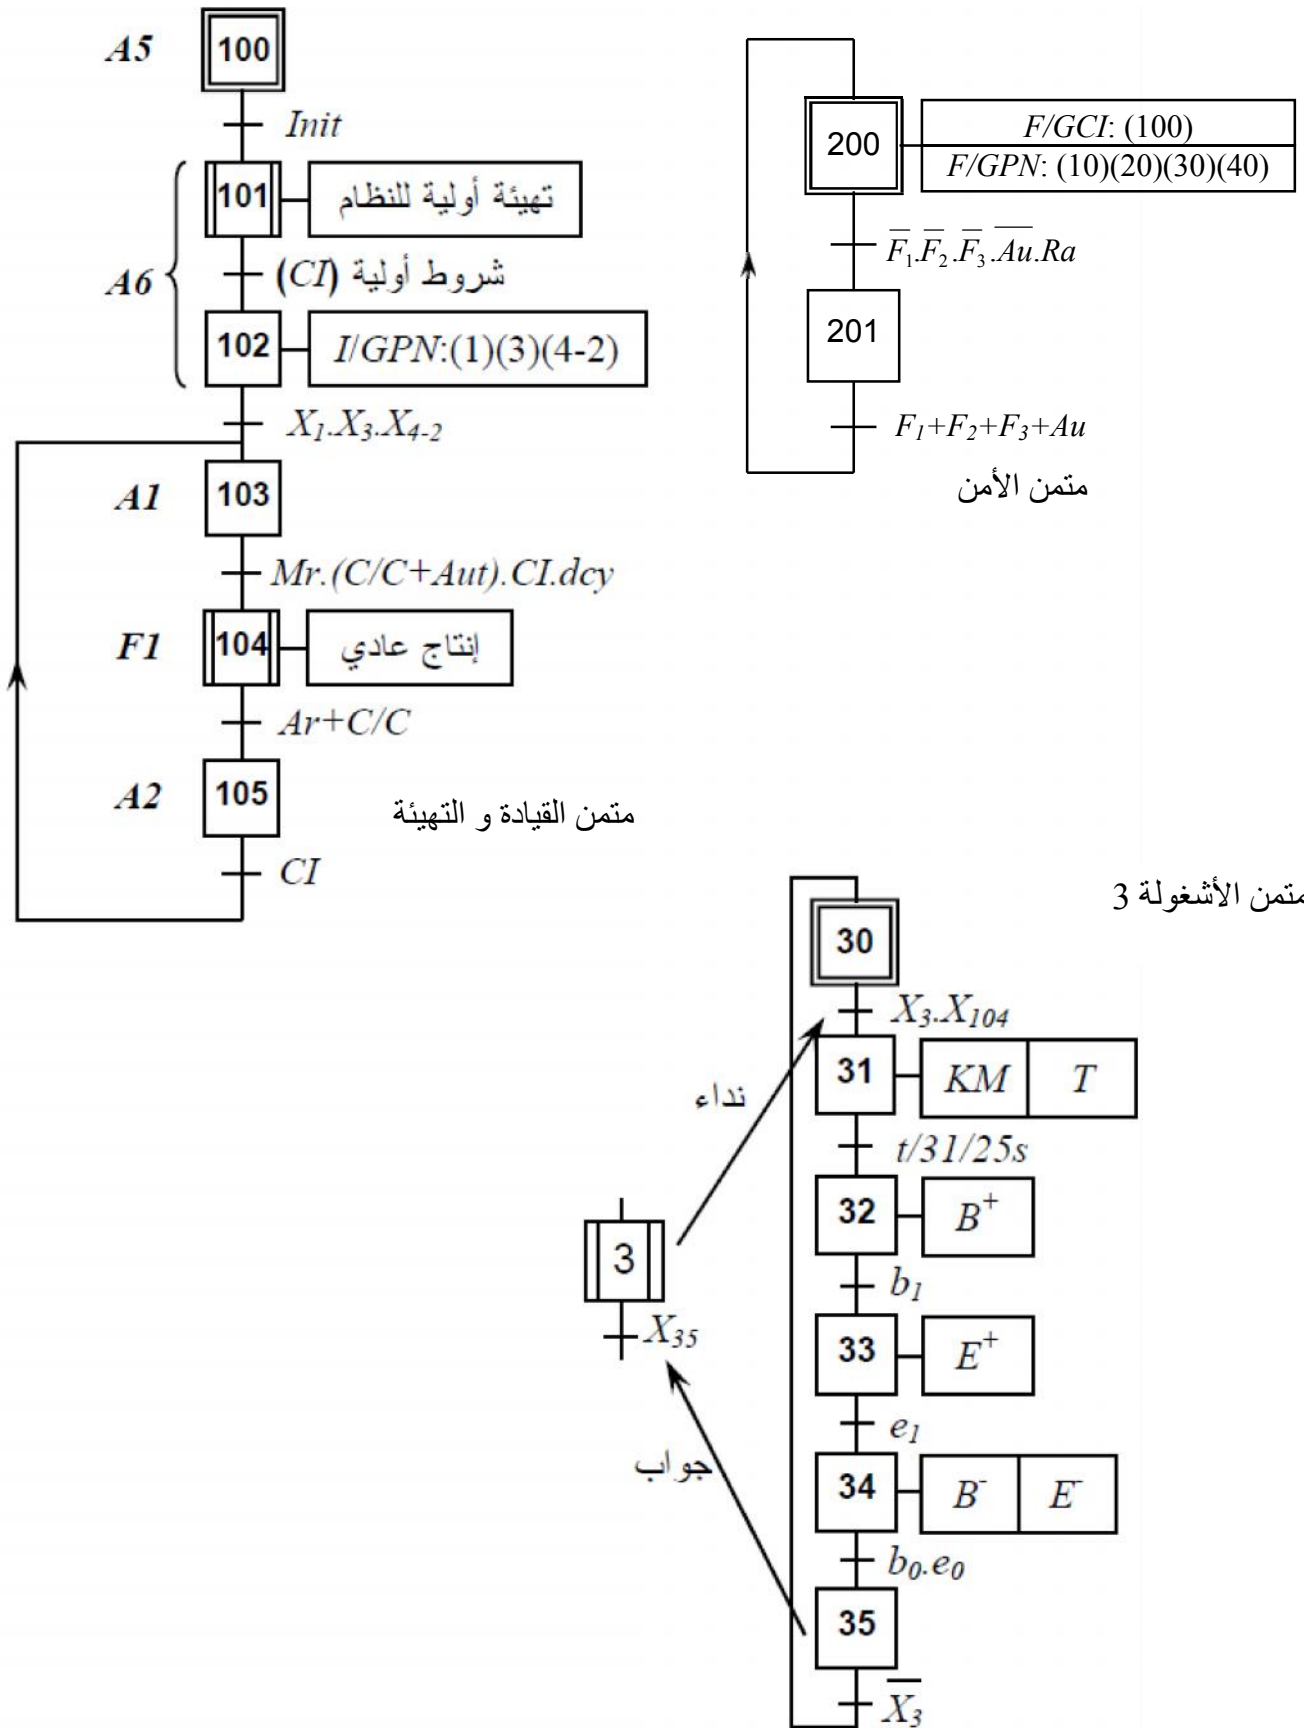 A5
100
Init
A6
101
تهيئة أولية للنظام
شروط أولية (CI)
102
I/GPN:(1)(3)(4-2)
X₁.X₃.X₄₋₂
A1
103
Mr.(C/C+Aut).CI.dcy
F1
104
إنتاج عادي
Ar+C/C
A2
105
CI
متمن القيادة و التهيئة
200
F/GCI: (100)
F/GPN: (10)(20)(30)(40)
F̅₁.F̅₂.F̅₃.A̅u̅.Ra
201
F₁+F₂+F₃+Au
متمن الأمن
متمن الأشغولة 3
30
X₃.X₁₀₄
نداء
31
KM
T
t/31/25s
32
B⁺
b₁
3
X₃₅
33
E⁺
e₁
جواب
34
B⁻
E⁻
b₀.e₀
35
X̅₃